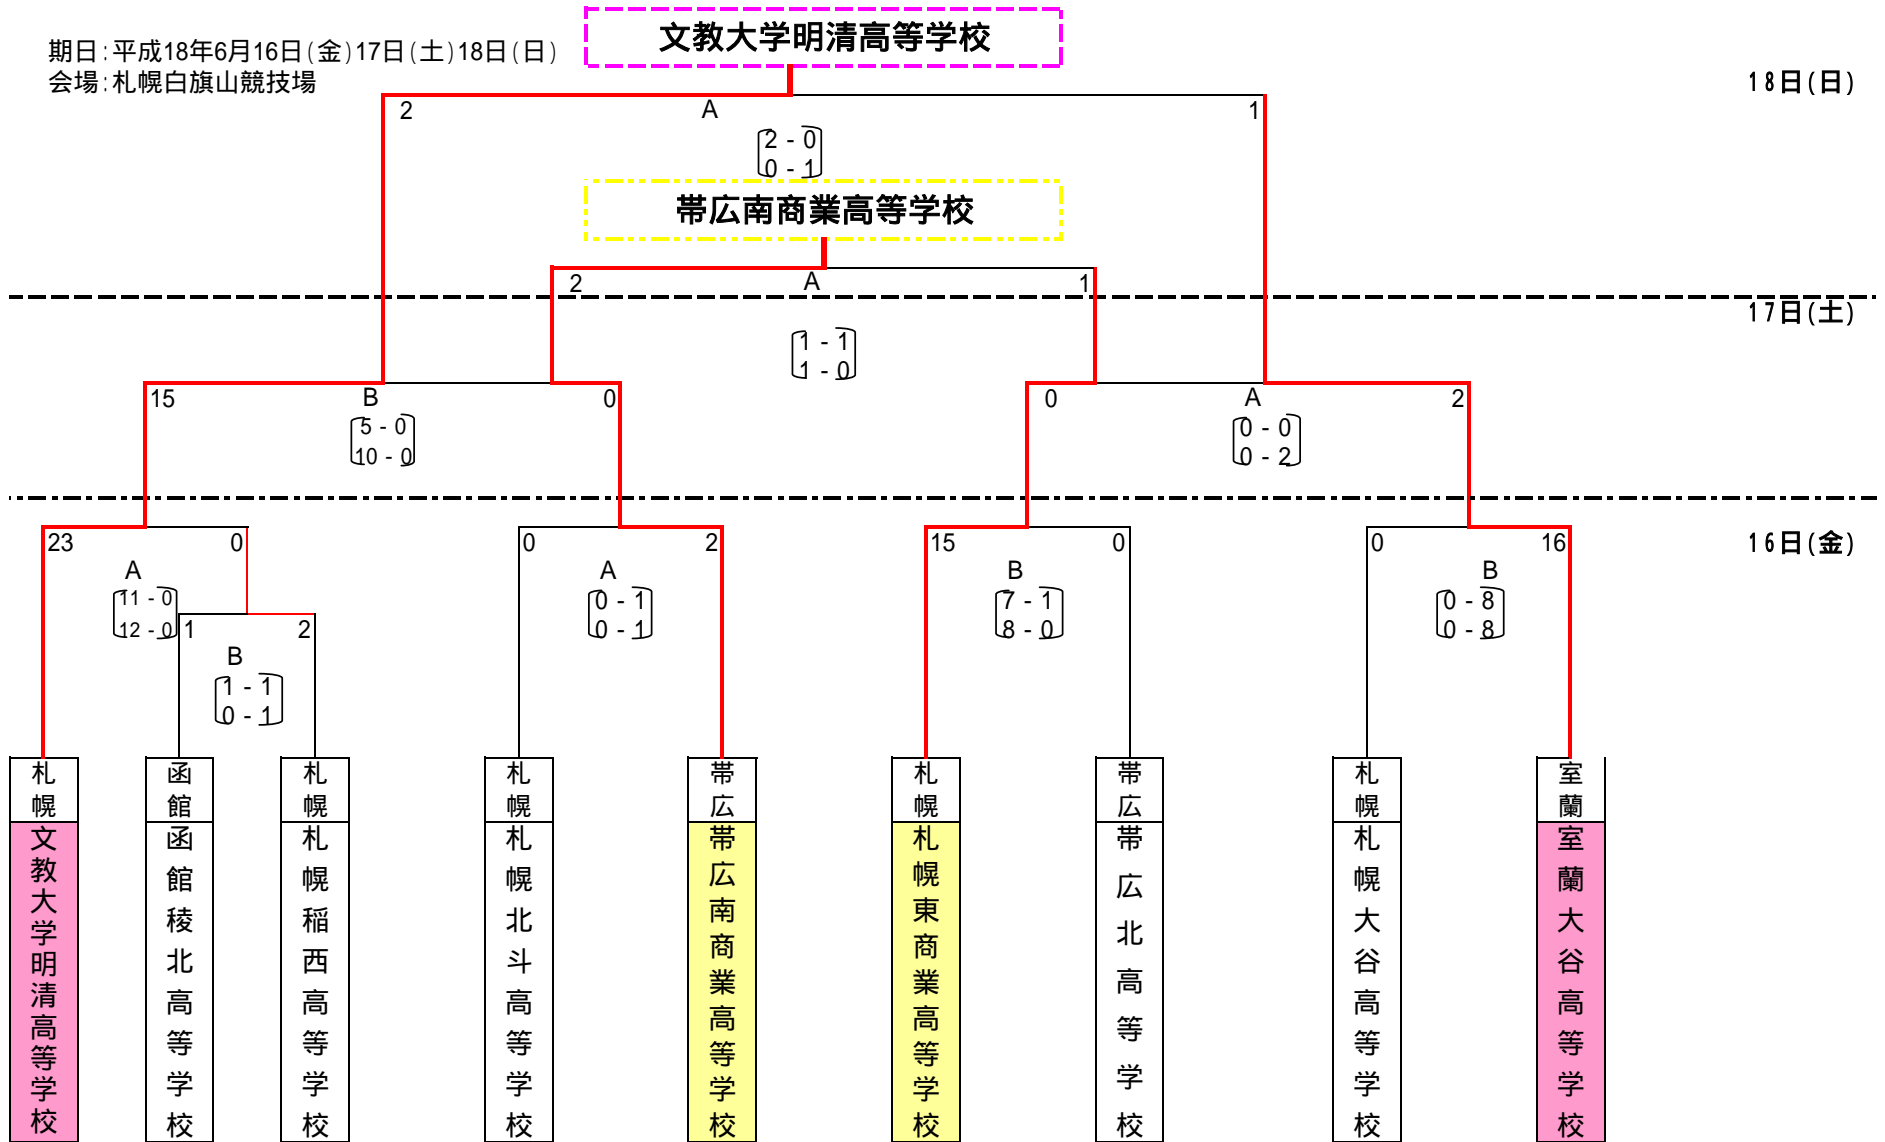 文教大学明清高等学校
期日:平成18年6月16日(金)17日(土)18日(日)
会場:札幌白旗山競技場
18日(日)
2 A 1
2 - 0
0 - 1
帯広南商業高等学校
2 A 1
17日(土)
1 - 1
1 - 0
15 B 0
5 - 0
10 - 0
0 A 2
0 - 0
0 - 2
16日(金)
23 0
A
11 - 0
12 - 0
1 2
B
1 - 1
0 - 1
0 2
A
0 - 1
0 - 1
15 0
B
7 - 1
8 - 0
0 16
B
0 - 8
0 - 8
札幌
文教大学明清高等学校
函館
函館稜北高等学校
札幌
札幌稲西高等学校
札幌
札幌北斗高等学校
帯広
帯広南商業高等学校
札幌
札幌東商業高等学校
帯広
帯広北高等学校
札幌
札幌大谷高等学校
室蘭
室蘭大谷高等学校